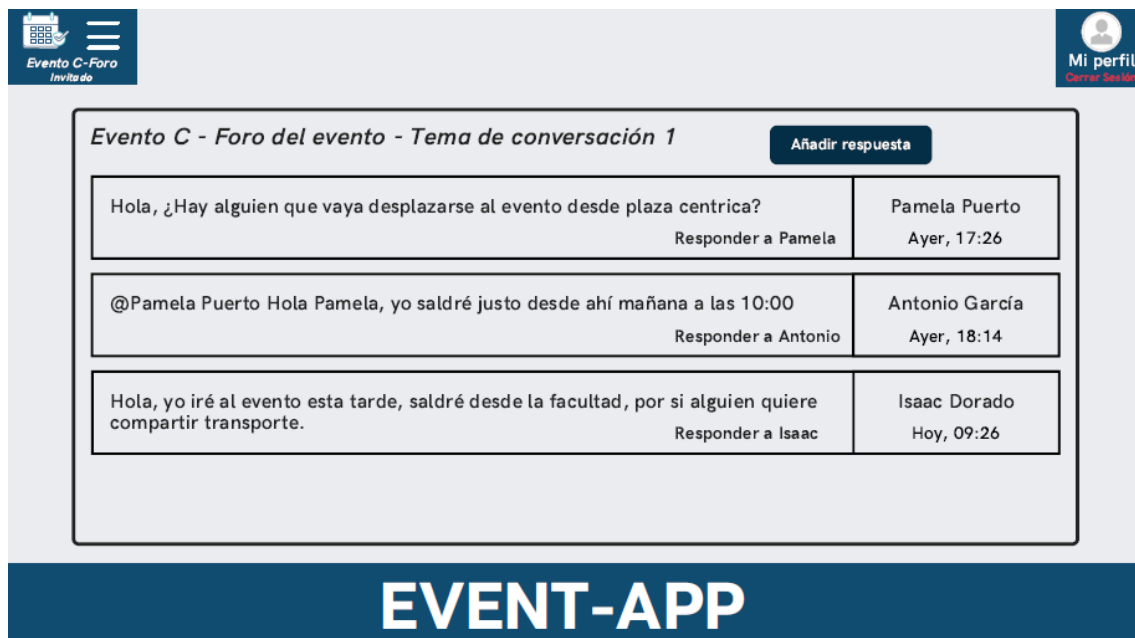 Evento C-Foro
Invitado
Mi perfil
Cerrar Sesión
Evento C - Foro del evento - Tema de conversación 1
Añadir respuesta
Hola, ¿Hay alguien que vaya desplazarse al evento desde plaza centrica?
Responder a Pamela
Pamela Puerto
Ayer, 17:26
@Pamela Puerto Hola Pamela, yo saldré justo desde ahí mañana a las 10:00
Responder a Antonio
Antonio García
Ayer, 18:14
Hola, yo iré al evento esta tarde, saldré desde la facultad, por si alguien quiere
compartir transporte.
Responder a Isaac
Isaac Dorado
Hoy, 09:26
EVENT-APP